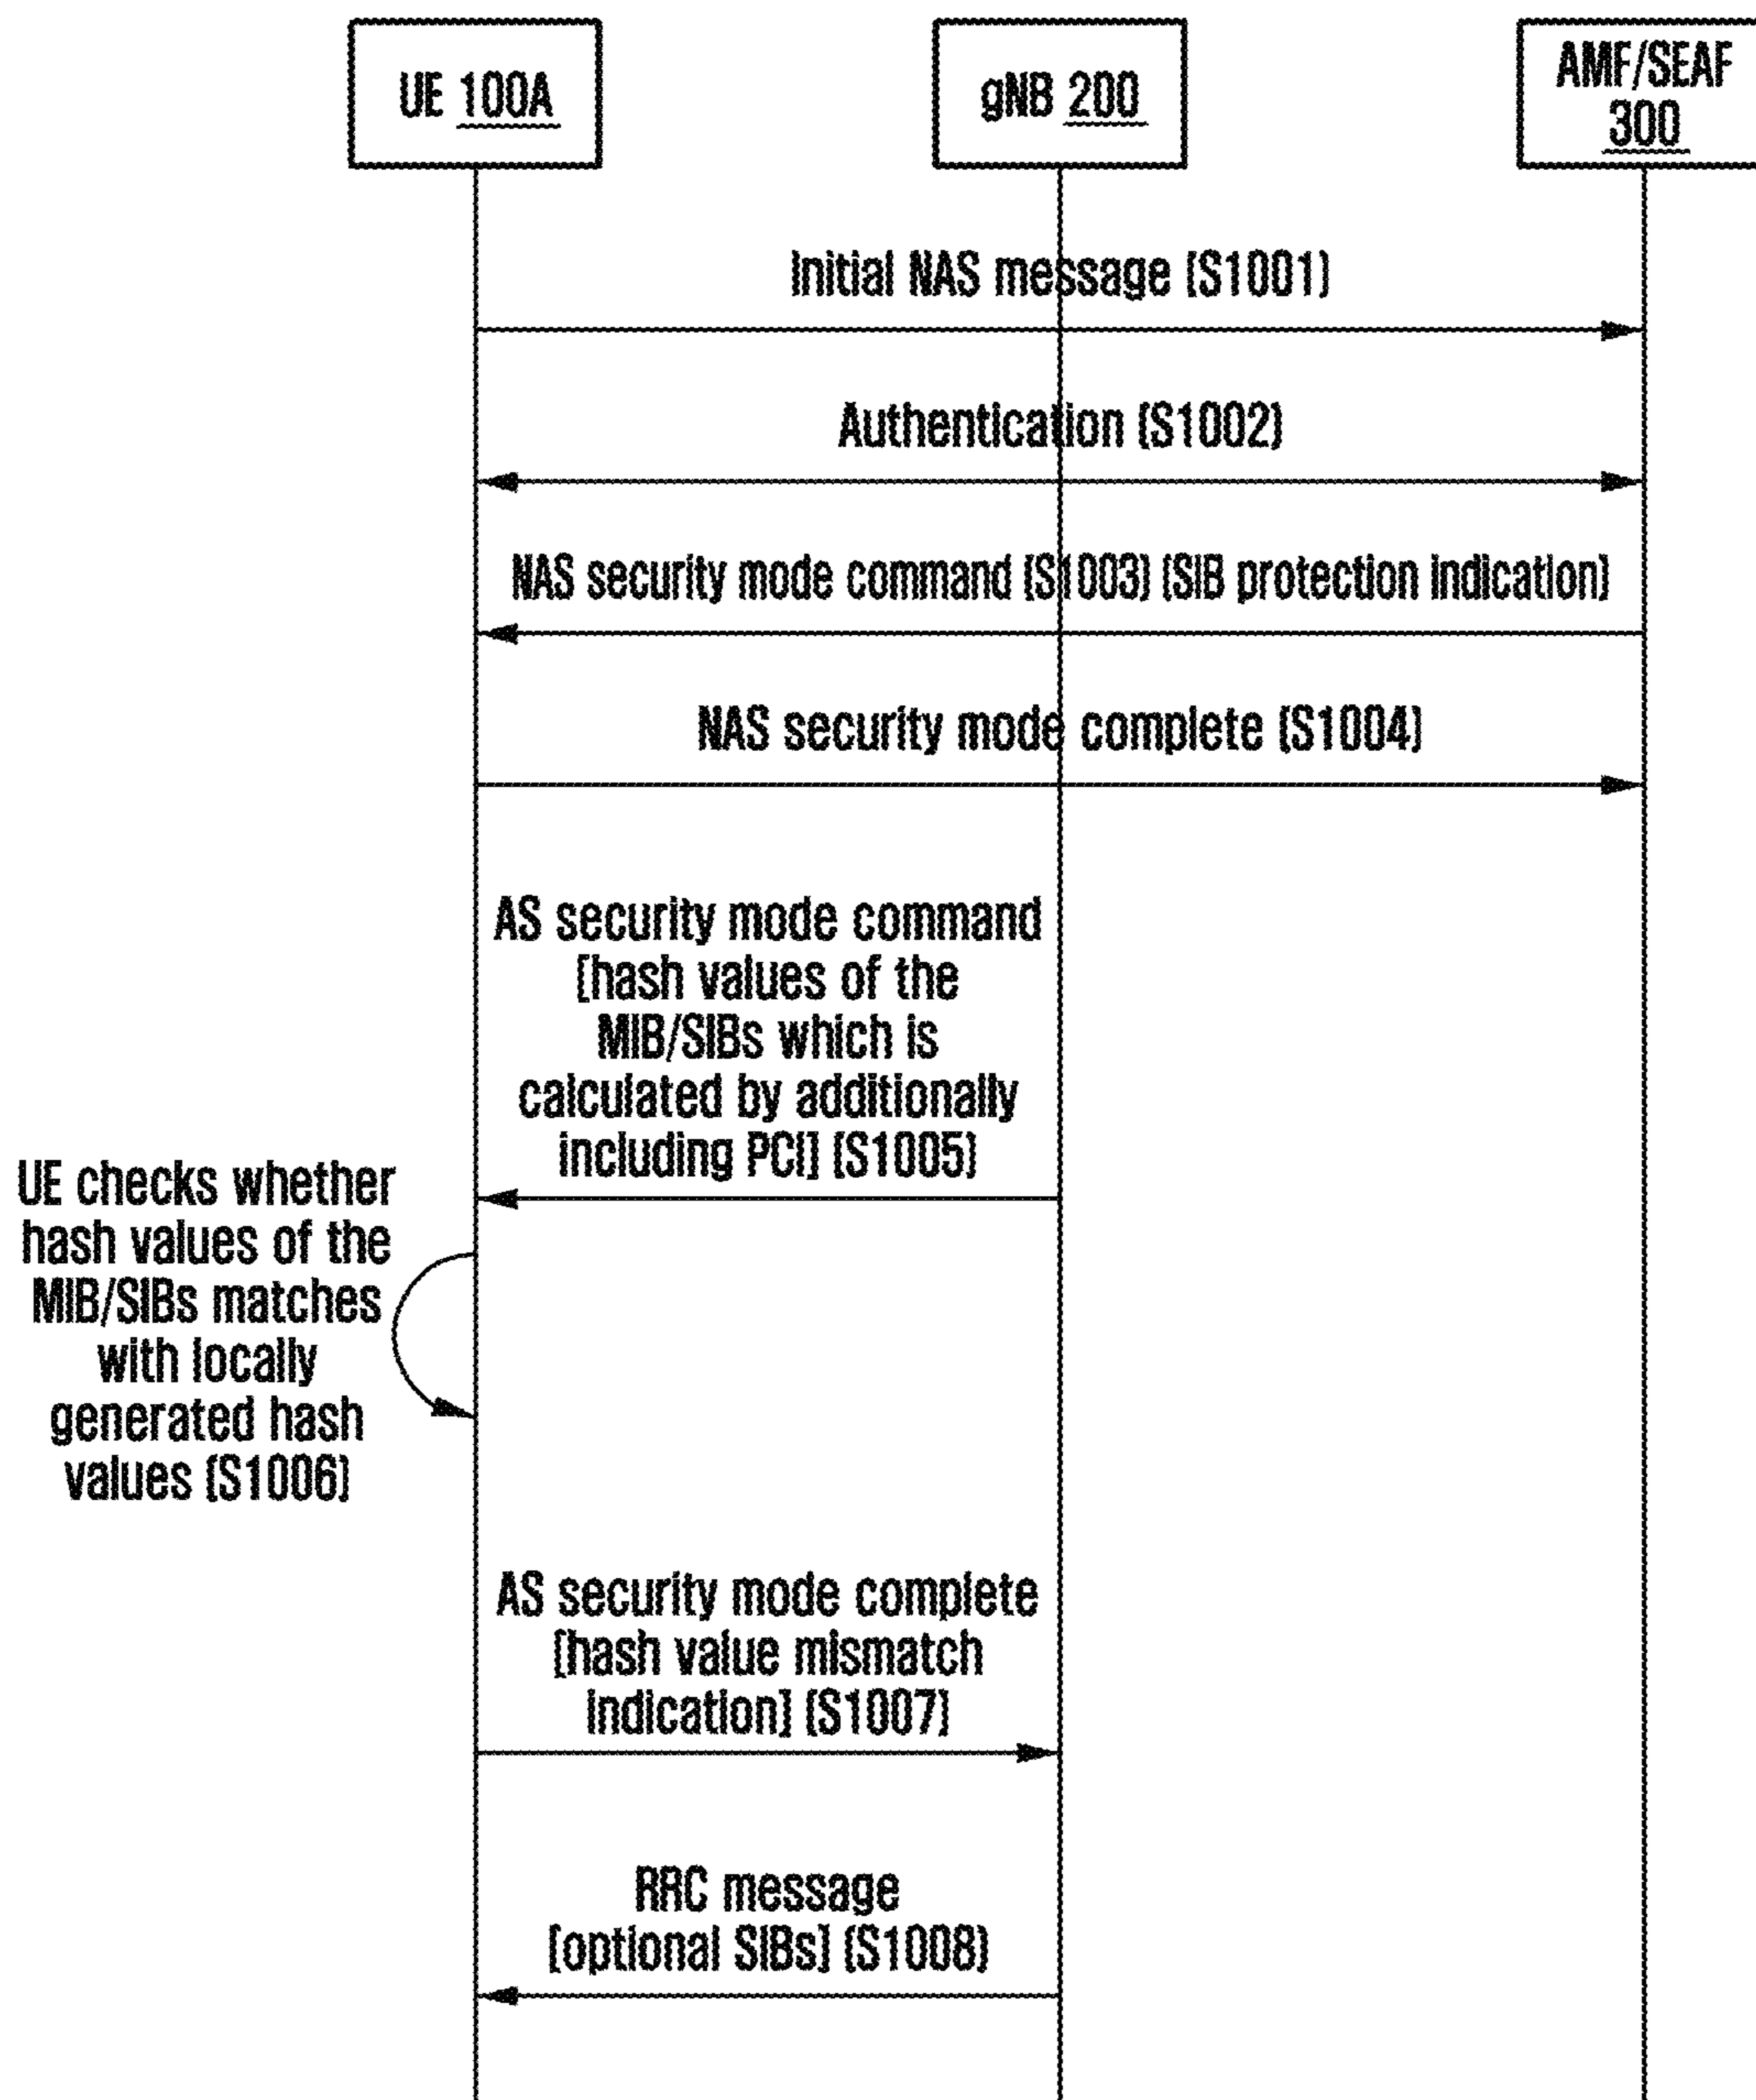 UE 100A
gNB 200
AMF/SEAF
300
Initial NAS message (S1001)
Authentication (S1002)
NAS security mode command (S1003) (SIB protection indication)
NAS security mode complete (S1004)
AS security mode command
[hash values of the
MIB/SIBs which is
calculated by additionally
including PCI] (S1005)
UE checks whether
hash values of the
MIB/SIBs matches
with locally
generated hash
values (S1006)
AS security mode complete
[hash value mismatch
indication] (S1007)
RRC message
[optional SIBs] (S1008)